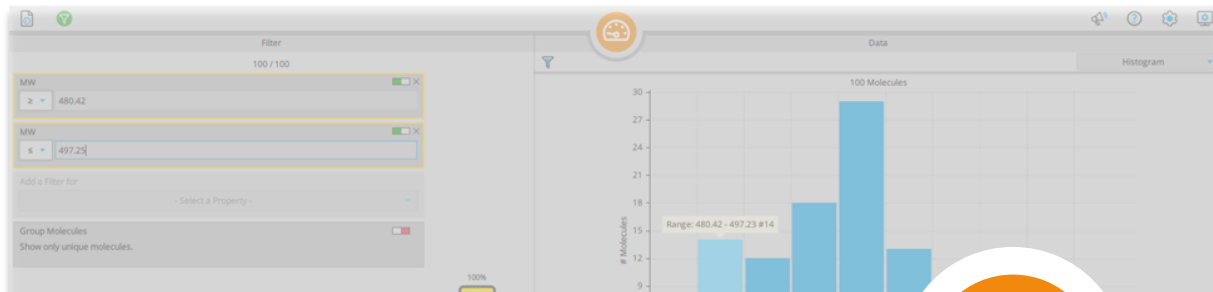 Filter
100 / 100
MW
≥ 480.42
MW
≤ 497.25
Add a Filter for
- Select a Property -
Group Molecules
Show only unique molecules.
100%
Data
Histogram
100 Molecules
30
27
24
21
18
15
12
9
# Molecules
Range: 480.42 - 497.23 #14